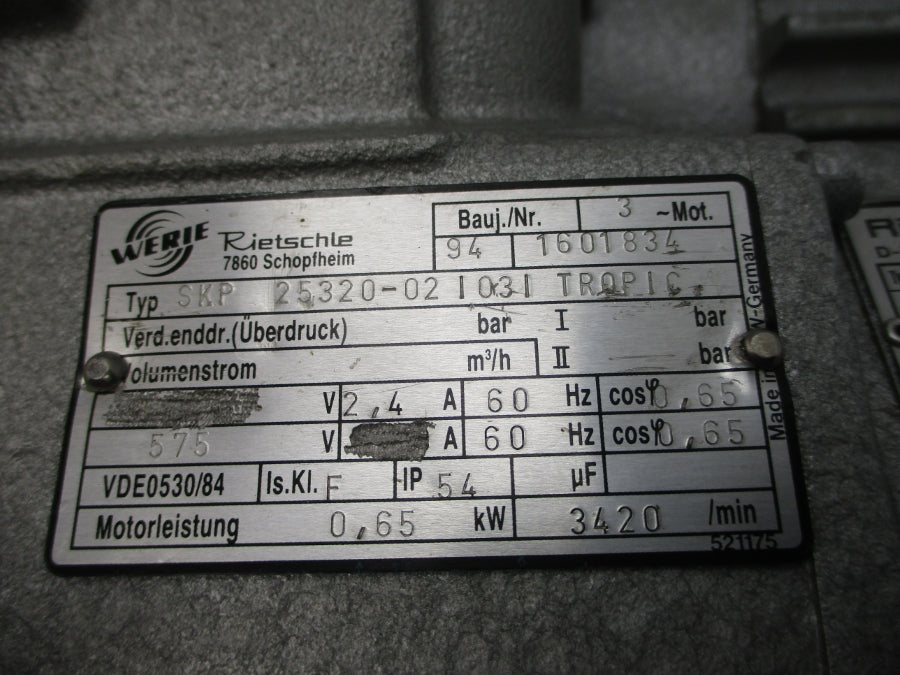 WERIE
Rietschle
7860 Schopfheim
Bauj./Nr. 3 ~Mot.
94 1601834
Typ SKP 25320-02 | 03 | TROPIC.
Verd.enddr.(Überdruck) bar I bar
Volumenstrom m³/h II bar
V 2,4 A 60 Hz cosφ 0,65
575 V A 60 Hz cosφ 0,65
VDE0530/84 Is.Kl. F IP 54 µF
Motorleistung 0,65 kW 3420 /min
521175
Made in W-Germany